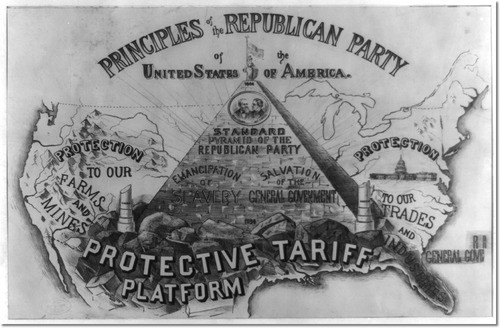 PRINCIPLES of the REPUBLICAN PARTY
of the
UNITED STATES OF AMERICA.
STANDARD
PYRAMID OF THE
REPUBLICAN PARTY
EMANCIPATION
OF
SLAVERY
SALVATION
OF THE
GENERAL GOVERNMENT
PROTECTION
TO OUR
FARMS
AND
MINES
PROTECTION
TO OUR
TRADES
AND
GENERAL GOVE
PROTECTIVE TARIFF
PLATFORM